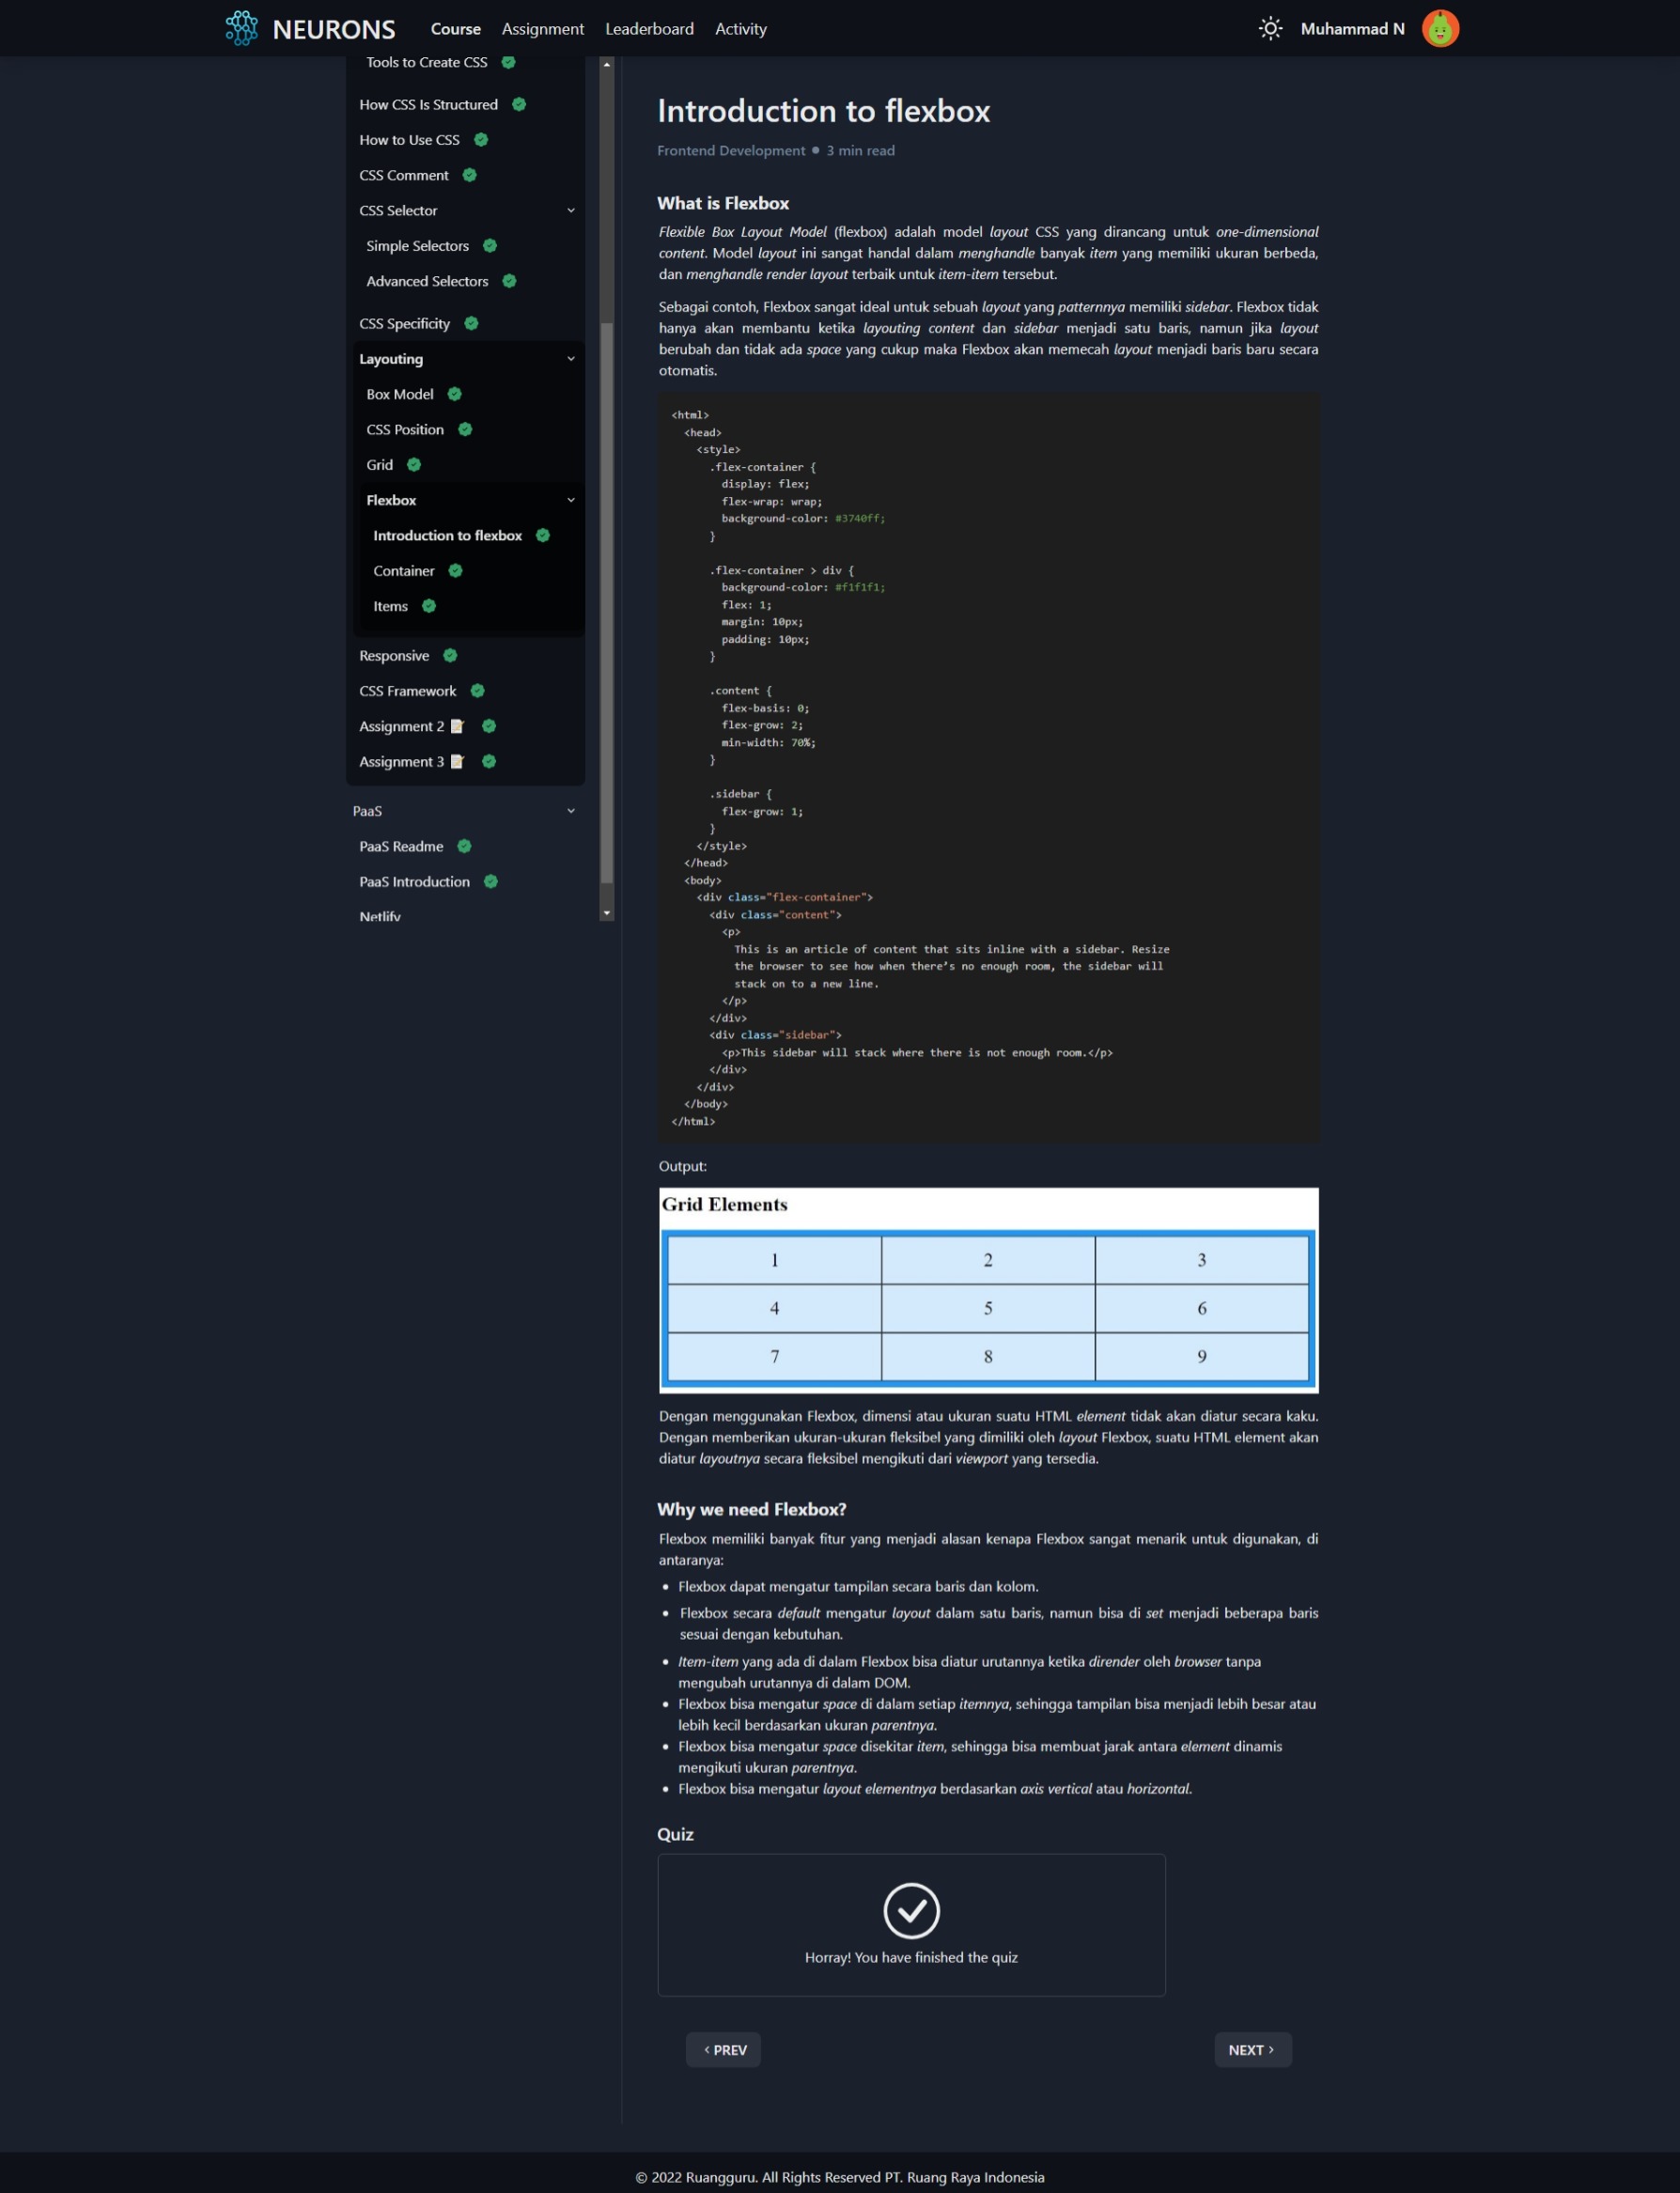 NEURONS Course Assignment Leaderboard Activity Muhammad N
Tools to Create CSS
How CSS Is Structured
How to Use CSS
CSS Comment
CSS Selector
Simple Selectors
Advanced Selectors
CSS Specificity
Layouting
Box Model
CSS Position
Grid
Flexbox
Introduction to flexbox
Container
Items
Responsive
CSS Framework
Assignment 2
Assignment 3
PaaS
PaaS Readme
PaaS Introduction
Netlify
Introduction to flexbox
Frontend Development ● 3 min read
What is Flexbox
Flexible Box Layout Model (flexbox) adalah model layout CSS yang dirancang untuk one-dimensional
content. Model layout ini sangat handal dalam menghandle banyak item yang memiliki ukuran berbeda,
dan menghandle render layout terbaik untuk item-item tersebut.
Sebagai contoh, Flexbox sangat ideal untuk sebuah layout yang patternnya memiliki sidebar. Flexbox tidak
hanya akan membantu ketika layouting content dan sidebar menjadi satu baris, namun jika layout
berubah dan tidak ada space yang cukup maka Flexbox akan memecah layout menjadi baris baru secara
otomatis.
<html>
<head>
<style>
.flex-container {
display: flex;
flex-wrap: wrap;
background-color: #3740ff;
}
.flex-container > div {
background-color: #f1f1f1;
flex: 1;
margin: 10px;
padding: 10px;
}
.content {
flex-basis: 0;
flex-grow: 2;
min-width: 70%;
}
.sidebar {
flex-grow: 1;
}
</style>
</head>
<body>
<div class="flex-container">
<div class="content">
<p>
This is an article of content that sits inline with a sidebar. Resize
the browser to see how when there’s no enough room, the sidebar will
stack on to a new line.
</p>
</div>
<div class="sidebar">
<p>This sidebar will stack where there is not enough room.</p>
</div>
</div>
</body>
</html>
Output:
Grid Elements
1 2 3
4 5 6
7 8 9
Dengan menggunakan Flexbox, dimensi atau ukuran suatu HTML element tidak akan diatur secara kaku.
Dengan memberikan ukuran-ukuran fleksibel yang dimiliki oleh layout Flexbox, suatu HTML element akan
diatur layoutnya secara fleksibel mengikuti dari viewport yang tersedia.
Why we need Flexbox?
Flexbox memiliki banyak fitur yang menjadi alasan kenapa Flexbox sangat menarik untuk digunakan, di
antaranya:
• Flexbox dapat mengatur tampilan secara baris dan kolom.
• Flexbox secara default mengatur layout dalam satu baris, namun bisa di set menjadi beberapa baris
sesuai dengan kebutuhan.
• Item-item yang ada di dalam Flexbox bisa diatur urutannya ketika dirender oleh browser tanpa
mengubah urutannya di dalam DOM.
• Flexbox bisa mengatur space di dalam setiap itemnya, sehingga tampilan bisa menjadi lebih besar atau
lebih kecil berdasarkan ukuran parentnya.
• Flexbox bisa mengatur space disekitar item, sehingga bisa membuat jarak antara element dinamis
mengikuti ukuran parentnya.
• Flexbox bisa mengatur layout elementnya berdasarkan axis vertical atau horizontal.
Quiz
Horray! You have finished the quiz
‹ PREV NEXT ›
© 2022 Ruangguru. All Rights Reserved PT. Ruang Raya Indonesia